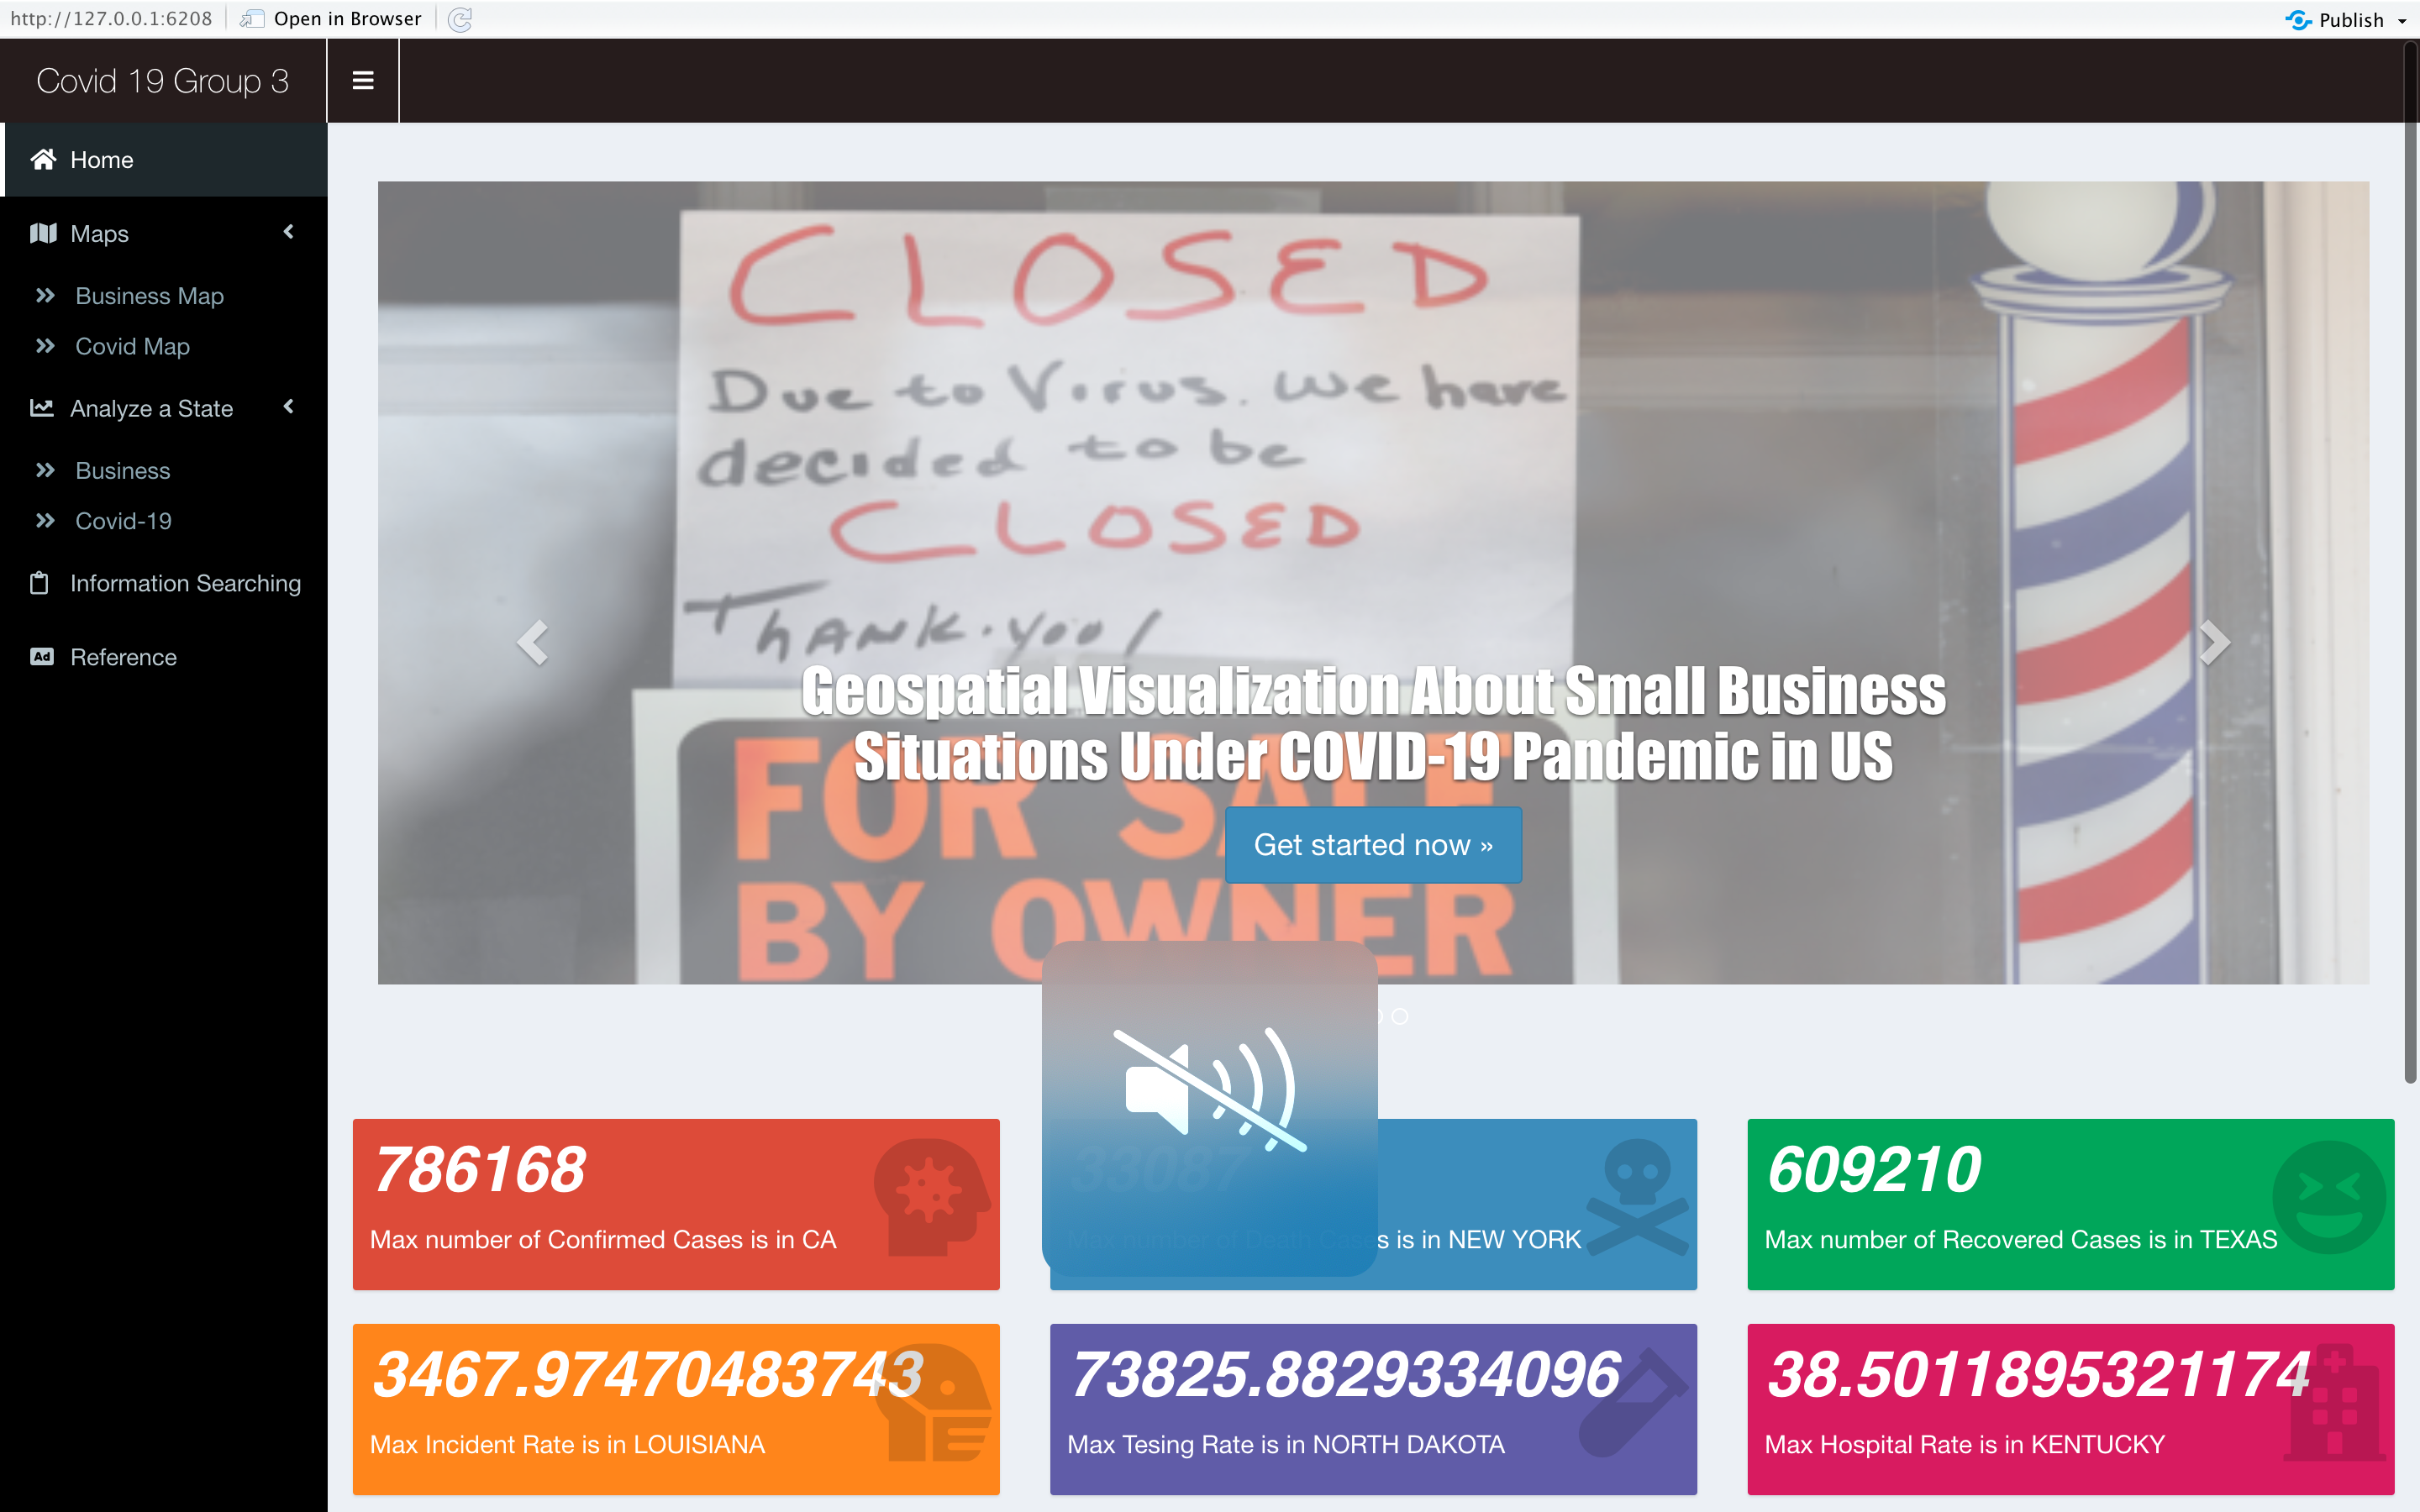 http://127.0.0.1:6208
Open in Browser
Publish
Covid 19 Group 3
Home
Maps
Business Map
Covid Map
Analyze a State
Business
Covid-19
Information Searching
Ad Reference
CLOSED
Due to Virus. We have
decided to be
CLOSED
Thank. you!
Geospatial Visualization About Small Business
Situations Under COVID-19 Pandemic in US
FOR SALE
Get started now »
BY OWNER
786168
Max number of Confirmed Cases is in CA
33087
s is in NEW YORK
609210
Max number of Recovered Cases is in TEXAS
3467.97470483743
Max Incident Rate is in LOUISIANA
73825.8829334096
Max Tesing Rate is in NORTH DAKOTA
38.5011895321174
Max Hospital Rate is in KENTUCKY